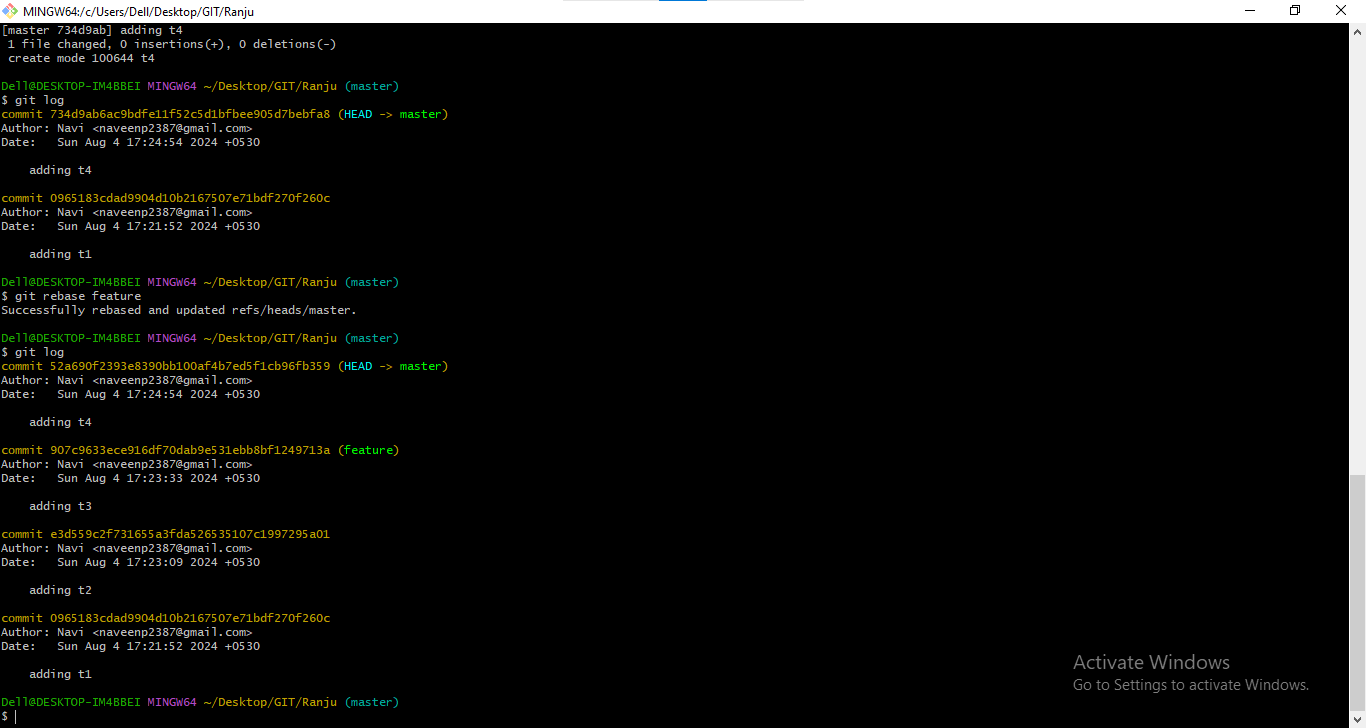 MINGW64:/c/Users/Dell/Desktop/GIT/Ranju
[master 734d9ab] adding t4
 1 file changed, 0 insertions(+), 0 deletions(-)
 create mode 100644 t4

Dell@DESKTOP-IM4BBEI MINGW64 ~/Desktop/GIT/Ranju (master)
$ git log
commit 734d9ab6ac9bdfe11f52c5d1bfbee905d7bebfa8 (HEAD -> master)
Author: Navi <naveenp2387@gmail.com>
Date:   Sun Aug 4 17:24:54 2024 +0530

    adding t4

commit 0965183cdad9904d10b2167507e71bdf270f260c
Author: Navi <naveenp2387@gmail.com>
Date:   Sun Aug 4 17:21:52 2024 +0530

    adding t1

Dell@DESKTOP-IM4BBEI MINGW64 ~/Desktop/GIT/Ranju (master)
$ git rebase feature
Successfully rebased and updated refs/heads/master.

Dell@DESKTOP-IM4BBEI MINGW64 ~/Desktop/GIT/Ranju (master)
$ git log
commit 52a690f2393e8390bb100af4b7ed5f1cb96fb359 (HEAD -> master)
Author: Navi <naveenp2387@gmail.com>
Date:   Sun Aug 4 17:24:54 2024 +0530

    adding t4

commit 907c9633ece916df70dab9e531ebb8bf1249713a (feature)
Author: Navi <naveenp2387@gmail.com>
Date:   Sun Aug 4 17:23:33 2024 +0530

    adding t3

commit e3d559c2f731655a3fda526535107c1997295a01
Author: Navi <naveenp2387@gmail.com>
Date:   Sun Aug 4 17:23:09 2024 +0530

    adding t2

commit 0965183cdad9904d10b2167507e71bdf270f260c
Author: Navi <naveenp2387@gmail.com>
Date:   Sun Aug 4 17:21:52 2024 +0530

    adding t1

Dell@DESKTOP-IM4BBEI MINGW64 ~/Desktop/GIT/Ranju (master)
$
Activate Windows
Go to Settings to activate Windows.